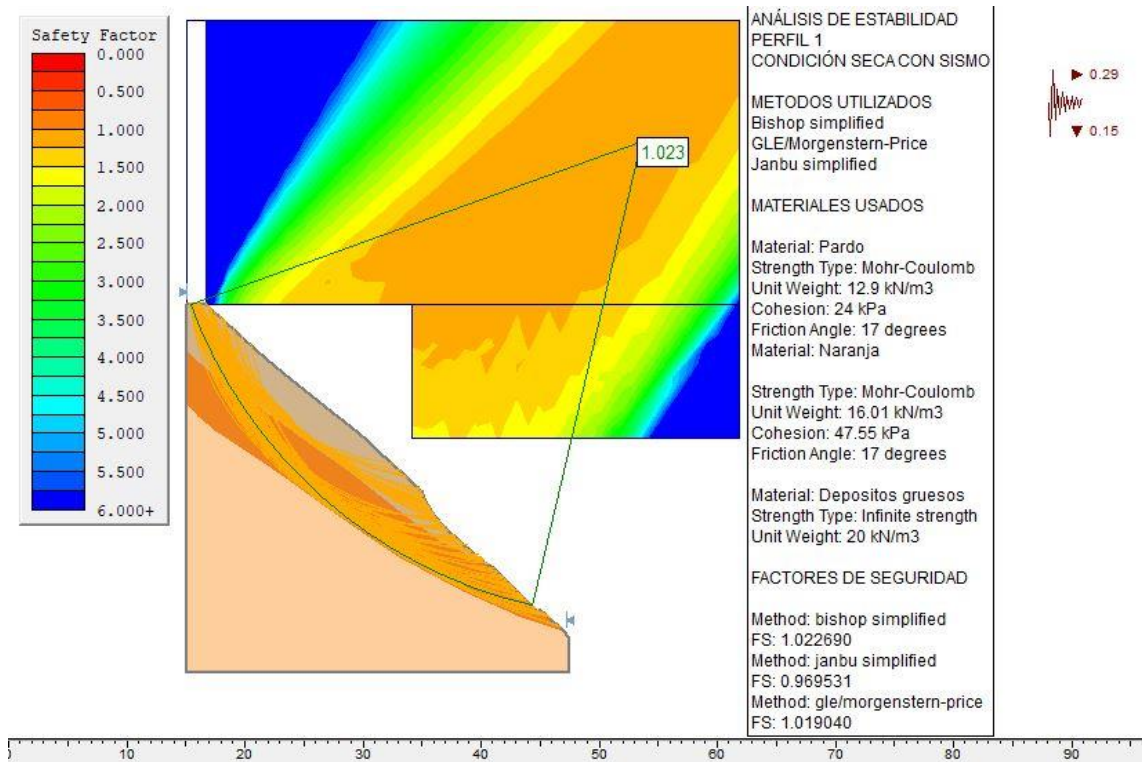 Safety Factor
0.000
0.500
1.000
1.500
2.000
2.500
3.000
3.500
4.000
4.500
5.000
5.500
6.000+
1.023
ANÁLISIS DE ESTABILIDAD
PERFIL 1
CONDICIÓN SECA CON SISMO
METODOS UTILIZADOS
Bishop simplified
GLE/Morgenstern-Price
Janbu simplified
MATERIALES USADOS
Material: Pardo
Strength Type: Mohr-Coulomb
Unit Weight: 12.9 kN/m3
Cohesion: 24 kPa
Friction Angle: 17 degrees
Material: Naranja
Strength Type: Mohr-Coulomb
Unit Weight: 16.01 kN/m3
Cohesion: 47.55 kPa
Friction Angle: 17 degrees
Material: Depositos gruesos
Strength Type: Infinite strength
Unit Weight: 20 kN/m3
FACTORES DE SEGURIDAD
Method: bishop simplified
FS: 1.022690
Method: janbu simplified
FS: 0.969531
Method: gle/morgenstern-price
FS: 1.019040
0.29
0.15
0 10 20 30 40 50 60 70 80 90